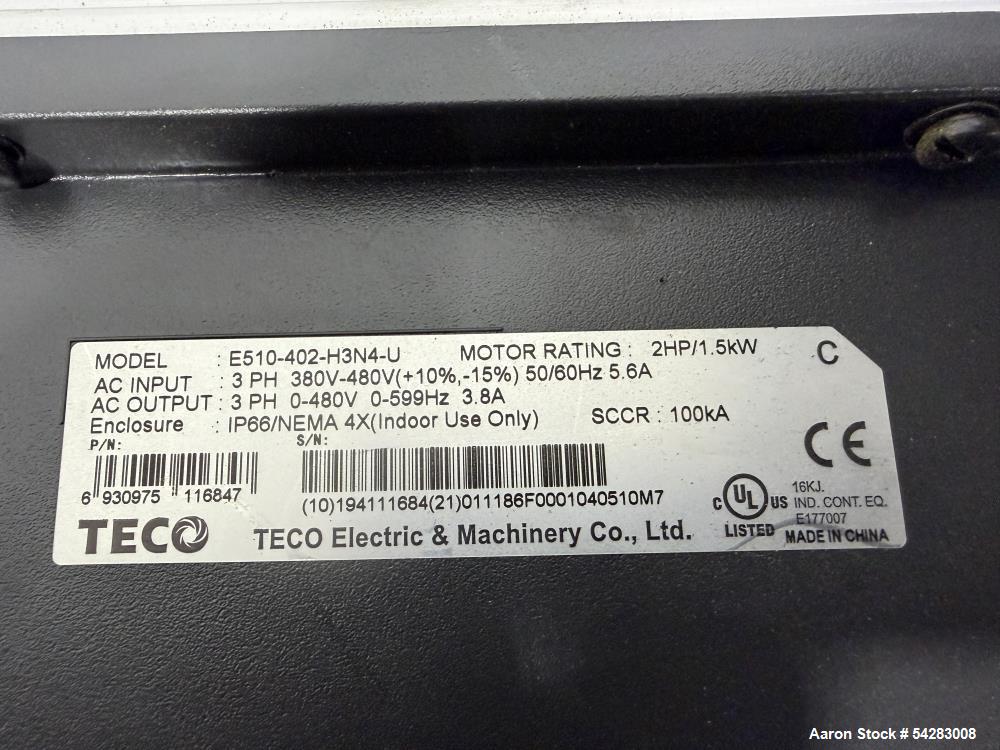 MODEL : E510-402-H3N4-U MOTOR RATING : 2HP/1.5kW C
AC INPUT : 3 PH 380V-480V(+10%,-15%) 50/60Hz 5.6A
AC OUTPUT : 3 PH 0-480V 0-599Hz 3.8A
Enclosure : IP66/NEMA 4X(Indoor Use Only) SCCR : 100kA
P/N: S/N:
CE
6 930975 116847
(10)194111684(21)011186F0001040510M7
C UL US LISTED
16KJ.
IND. CONT. EQ.
E177007
TECO TECO Electric & Machinery Co., Ltd.
MADE IN CHINA
Aaron Stock # 54283008